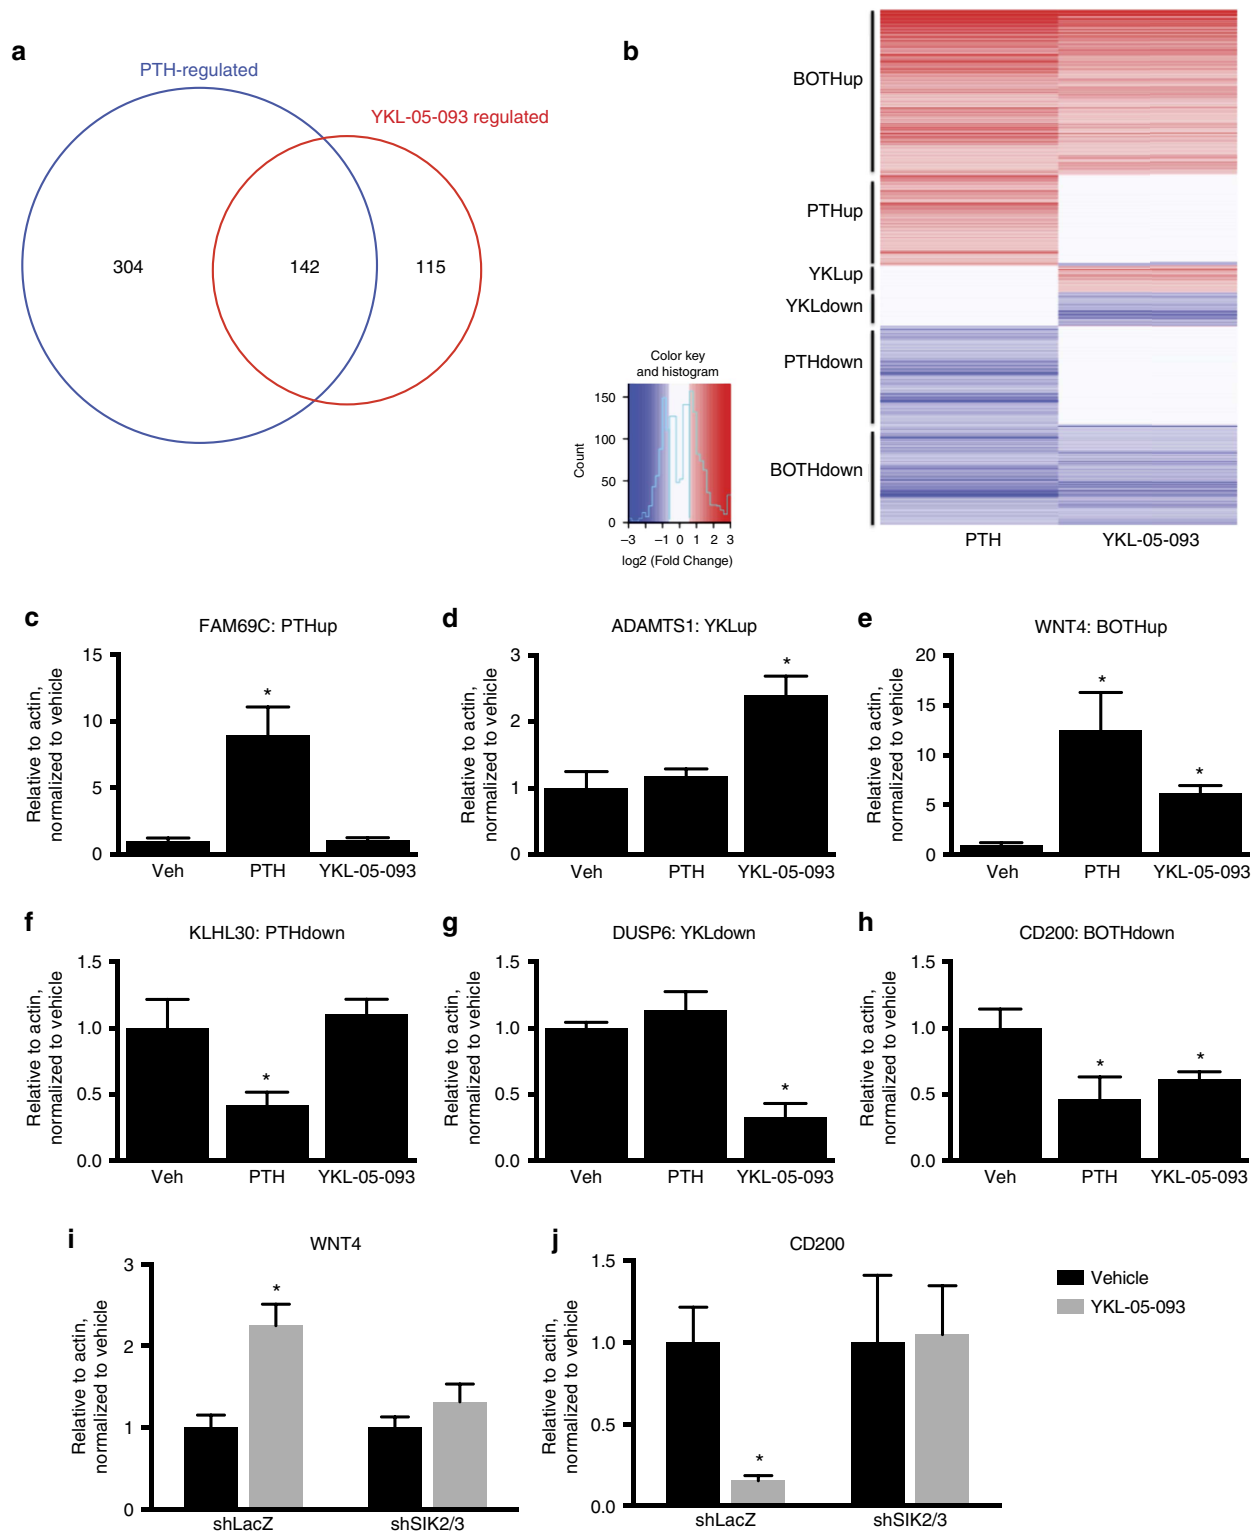 a
PTH-regulated
YKL-05-093 regulated
304
142
115
b
BOTHup
PTHup
YKLup
YKLdown
PTHdown
BOTHdown
PTH
YKL-05-093
Color key
and histogram
Count
150
100
50
0
−3
−1
0
1
3
log2 (Fold Change)
c
FAM69C: PTHup
Relative to actin,
normalized to vehicle
15
10
5
0
Veh
PTH
YKL-05-093
*
d
ADAMTS1: YKLup
Relative to actin,
normalized to vehicle
3
2
1
0
Veh
PTH
YKL-05-093
*
e
WNT4: BOTHup
Relative to actin,
normalized to vehicle
20
15
10
5
0
Veh
PTH
YKL-05-093
*
*
f
KLHL30: PTHdown
Relative to actin,
normalized to vehicle
1.5
1.0
0.5
0.0
Veh
PTH
YKL-05-093
*
g
DUSP6: YKLdown
Relative to actin,
normalized to vehicle
1.5
1.0
0.5
0.0
Veh
PTH
YKL-05-093
*
h
CD200: BOTHdown
Relative to actin,
normalized to vehicle
1.5
1.0
0.5
0.0
Veh
PTH
YKL-05-093
*
*
i
WNT4
Relative to actin,
normalized to vehicle
3
2
1
0
shLacZ
shSIK2/3
*
j
CD200
Relative to actin,
normalized to vehicle
1.5
1.0
0.5
0.0
shLacZ
shSIK2/3
*
Vehicle
YKL-05-093